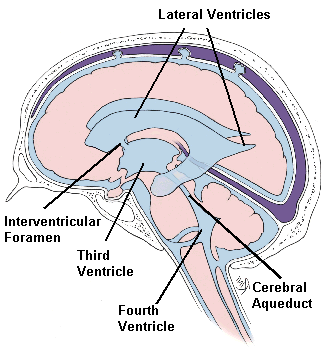 Lateral Ventricles
Interventricular
Foramen
Third
Ventricle
Cerebral
Aqueduct
Fourth
Ventricle